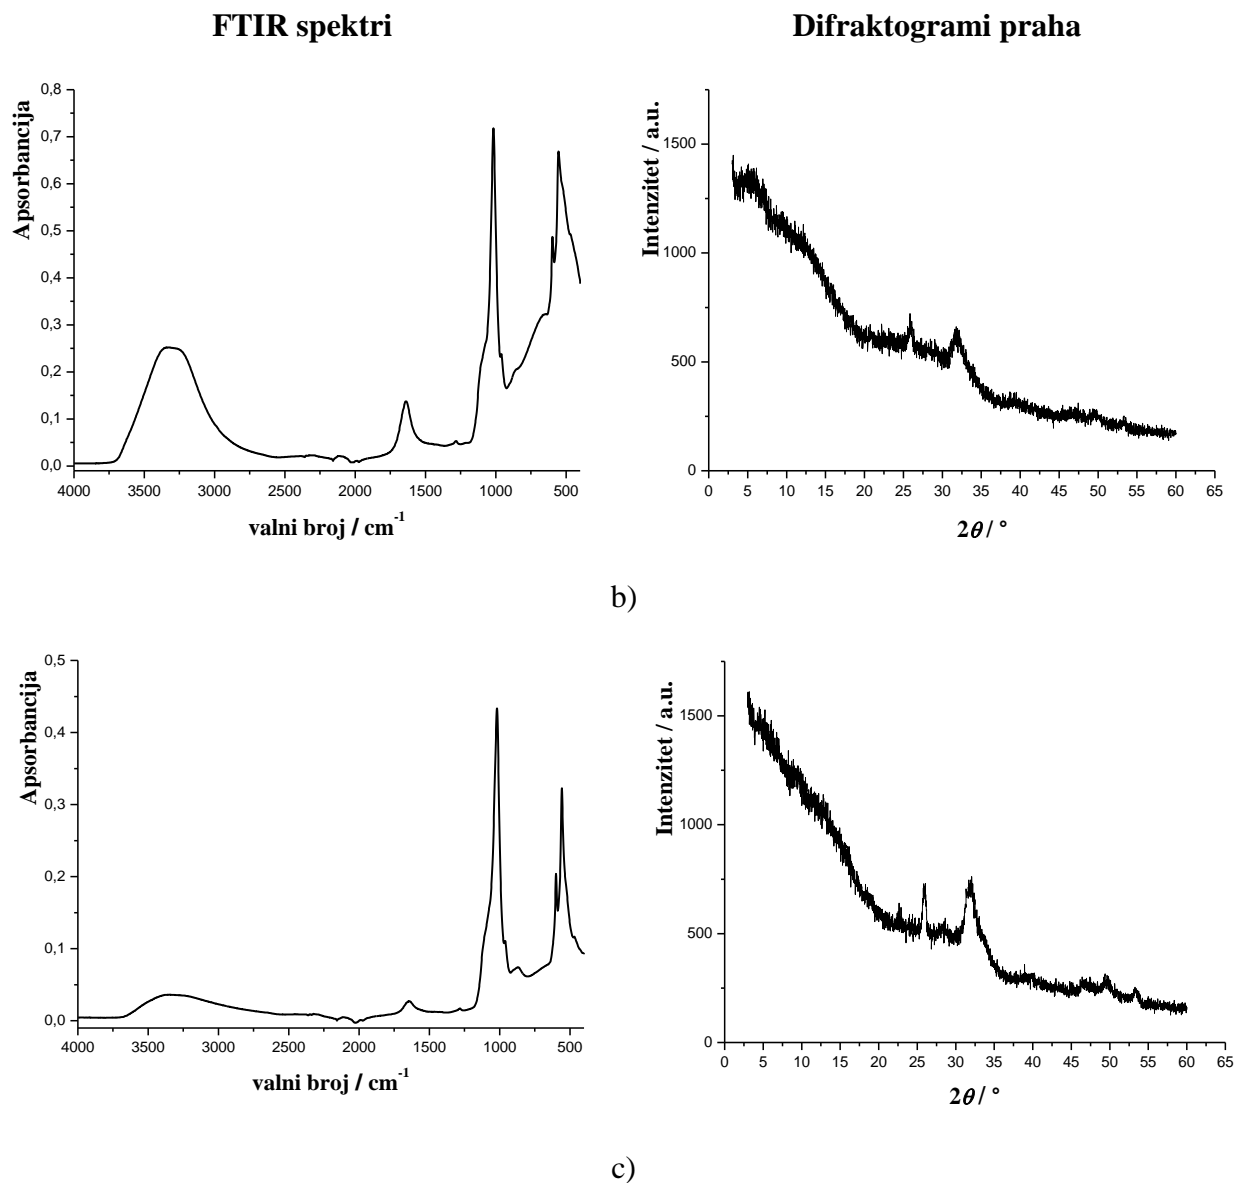 FTIR spektri
Difraktogrami praha
Apsorbancija
0,8
0,7
0,6
0,5
0,4
0,3
0,2
0,1
0,0
4000 3500 3000 2500 2000 1500 1000 500
valni broj / cm-1
Intenzitet / a.u.
1500
1000
500
0
0 5 10 15 20 25 30 35 40 45 50 55 60 65
2θ / °
b)
Apsorbancija
0,5
0,4
0,3
0,2
0,1
0,0
4000 3500 3000 2500 2000 1500 1000 500
valni broj / cm-1
Intenzitet / a.u.
1500
1000
500
0
0 5 10 15 20 25 30 35 40 45 50 55 60 65
2θ / °
c)